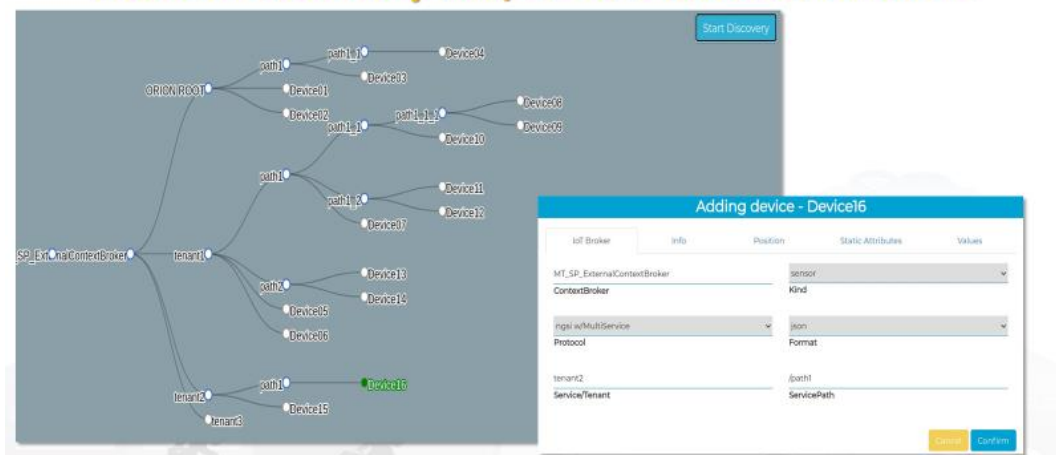 Start Discovery
path1_1
Device04
path1
Device03
ORION ROOT
Device01
Device02
Device08
path1_1_1
path1_1
Device09
Device10
path1
Device11
path1_2
Device12
Device07
tenant1
Device13
path2
Device14
Device05
Device06
path1
Device16
tenant2
Device15
tenant3
Adding device - Device16
IoT Broker Info Position Static Attributes Values
MT_SP_ExternalContextBroker sensor
ContextBroker Kind
ngsi w/MultiService json
Protocol Format
tenant2 /path1
Service/Tenant ServicePath
Cancel Confirm